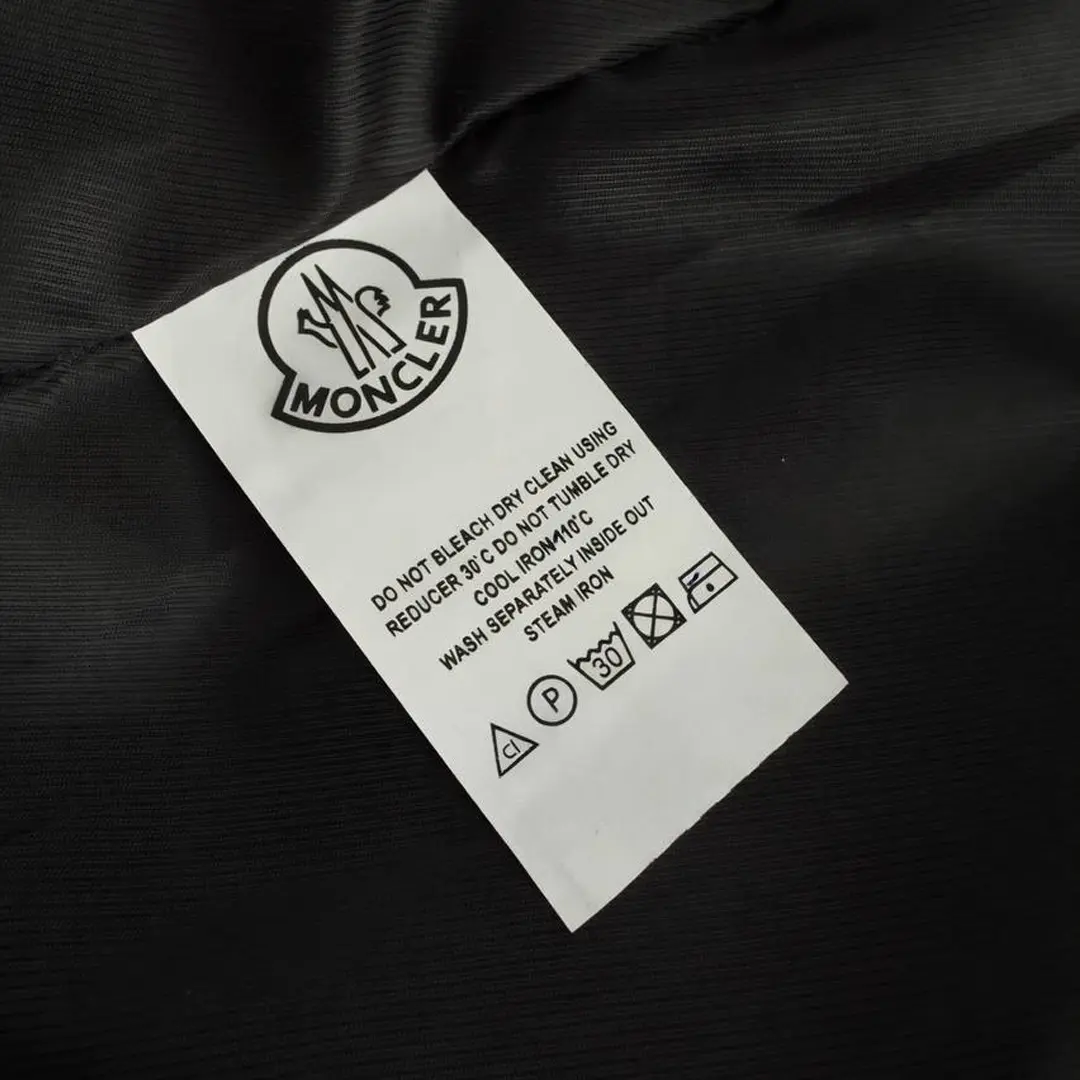 MONCLER
DO NOT BLEACH DRY CLEAN USING
REDUCER 30°C DO NOT TUMBLE DRY
COOL IRON<110°C
WASH SEPARATELY INSIDE OUT
STEAM IRON
Cl P 30